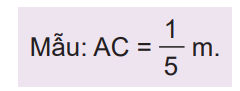 Mẫu: AC = 1/5 m.